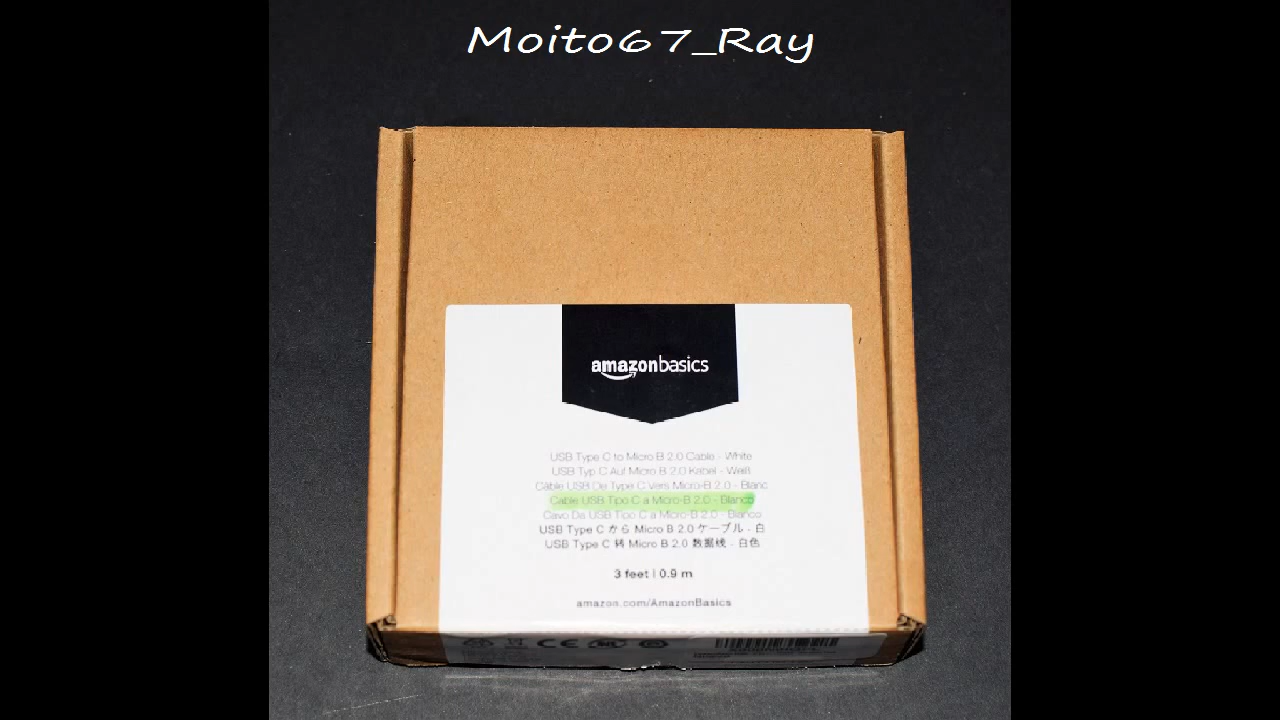 Moito67_Ray
amazonbasics
USB Type C to Micro B 2.0 Cable - White
USB Typ C Auf Micro B 2.0 Kabel - Weiß
Câble USB De Type C Vers Micro-B 2.0 - Blanc
Cable USB Tipo C a Micro-B 2.0 - Blanco
Cavo Da USB Tipo C a Micro-B 2.0 - Bianco
USB Type C から Micro B 2.0 ケーブル - 白
USB Type C 转 Micro B 2.0 数据线 - 白色
3 feet | 0.9 m
amazon.com/AmazonBasics
CE